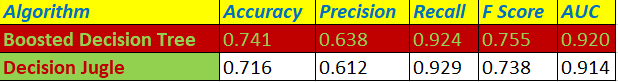 Algorithm Accuracy Precision Recall F Score AUC
Boosted Decision Tree 0.741 0.638 0.924 0.755 0.920
Decision Jugle 0.716 0.612 0.929 0.738 0.914